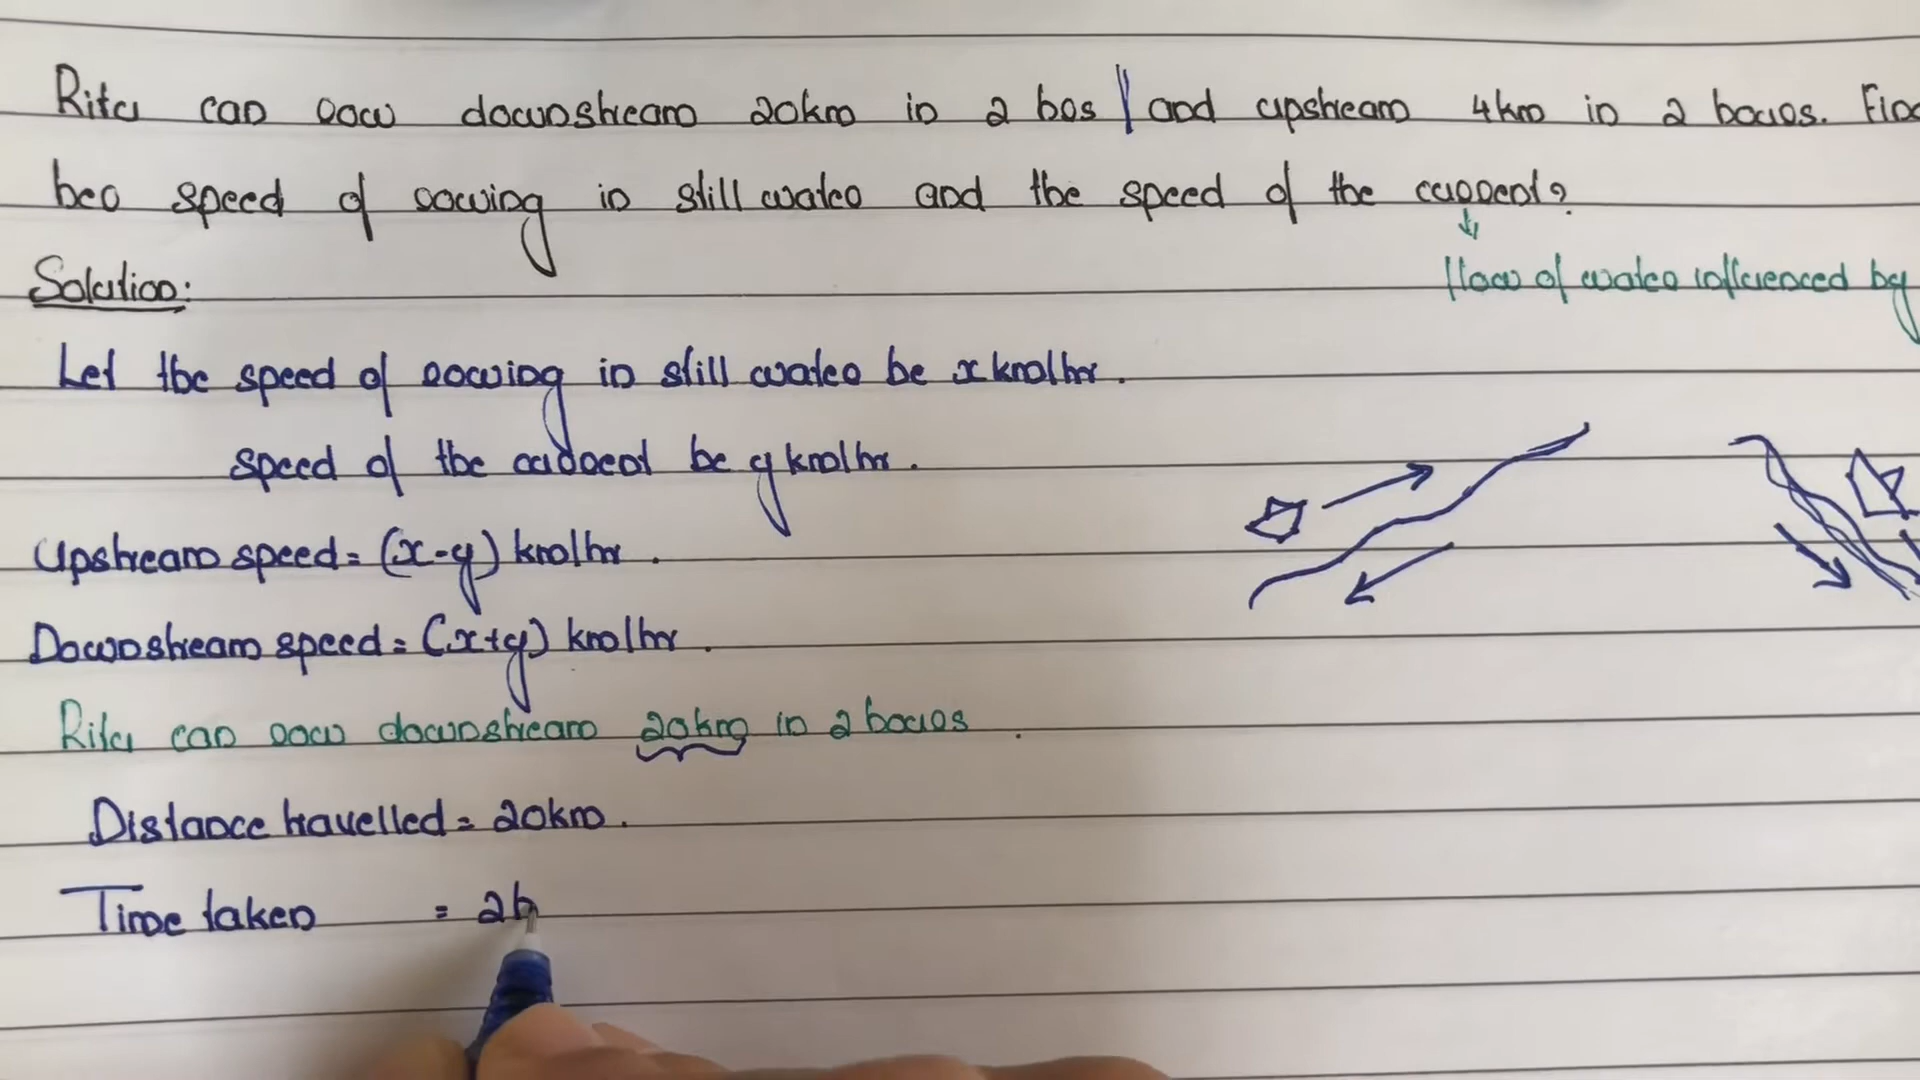 Ritu can row downstream 20km in 2 hrs | and upstream 4km in 2 hours. Find
her speed of rowing in still water and the speed of the current?
flow of water influenced by
Solution:
Let the speed of rowing in still water be x km/hr.
speed of the current be y km/hr.
Upstream speed = (x-y) km/hr.
Downstream speed = (x+y) km/hr.
Ritu can row downstream 20km in 2 hours.
Distance travelled = 20km.
Time taken = 2h